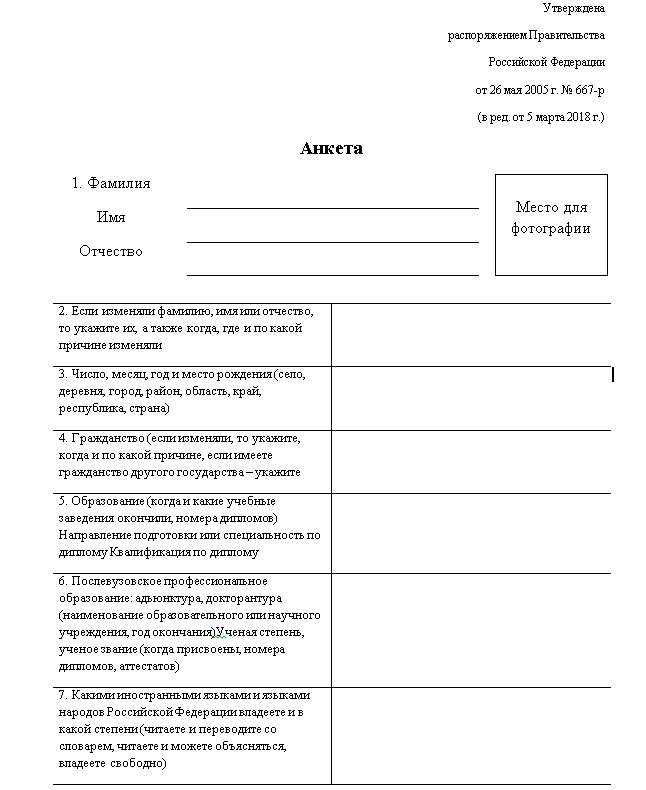 Утверждена
распоряжением Правительства
Российской Федерации
от 26 мая 2005 г. № 667-р
(в ред. от 5 марта 2018 г.)
Анкета
1. Фамилия
Имя
Отчество
Место для
фотографии
2. Если изменяли фамилию, имя или отчество,
то укажите их, а также когда, где и по какой
причине изменяли
3. Число, месяц, год и место рождения (село,
деревня, город, район, область, край,
республика, страна)
4. Гражданство (если изменяли, то укажите,
когда и по какой причине, если имеете
гражданство другого государства – укажите
5. Образование (когда и какие учебные
заведения окончили, номера дипломов)
Направление подготовки или специальность по
диплому Квалификация по диплому
6. Послевузовское профессиональное
образование: адьюнктура, докторантура
(наименование образовательного или научного
учреждения, год окончания)Ученая степень,
ученое звание (когда присвоены, номера
дипломов, аттестатов)
7. Какими иностранными языками и языками
народов Российской Федерации владеете и в
какой степени (читаете и переводите со
словарем, читаете и можете объясняться,
владеете свободно)